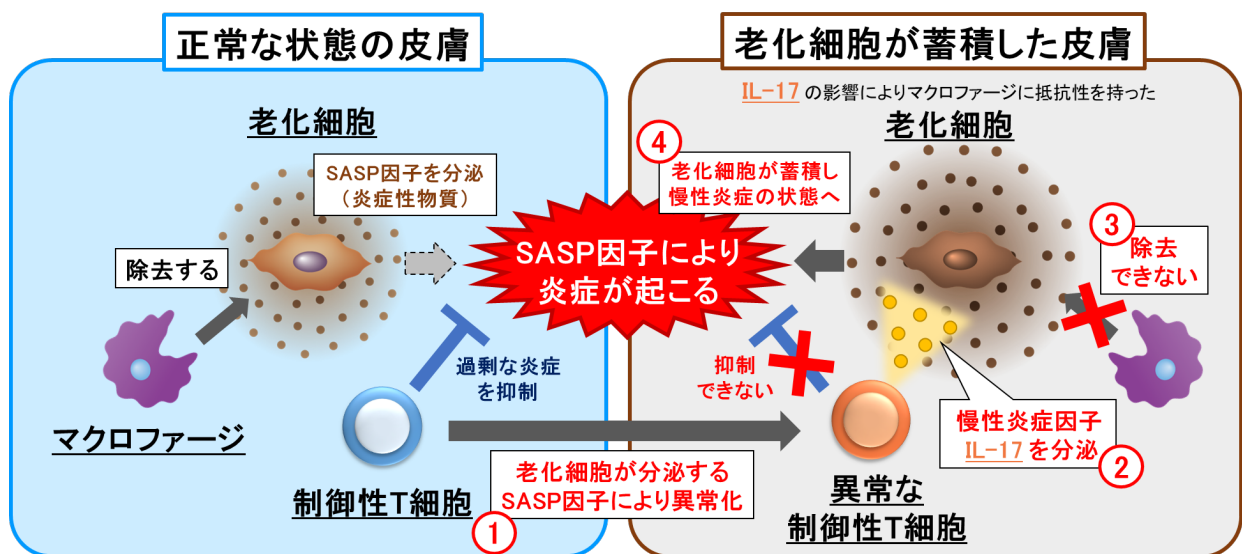 正常な状態の皮膚
老化細胞
SASP因子を分泌
（炎症性物質）
除去する
マクロファージ
過剰な炎症
を抑制
制御性T細胞
SASP因子により
炎症が起こる
老化細胞が分泌する
SASP因子により異常化
①
老化細胞が蓄積した皮膚
IL-17 の影響によりマクロファージに抵抗性を持った
老化細胞
④
老化細胞が蓄積し
慢性炎症の状態へ
③
除去
できない
抑制
できない
慢性炎症因子
IL-17 を分泌
②
異常な
制御性T細胞